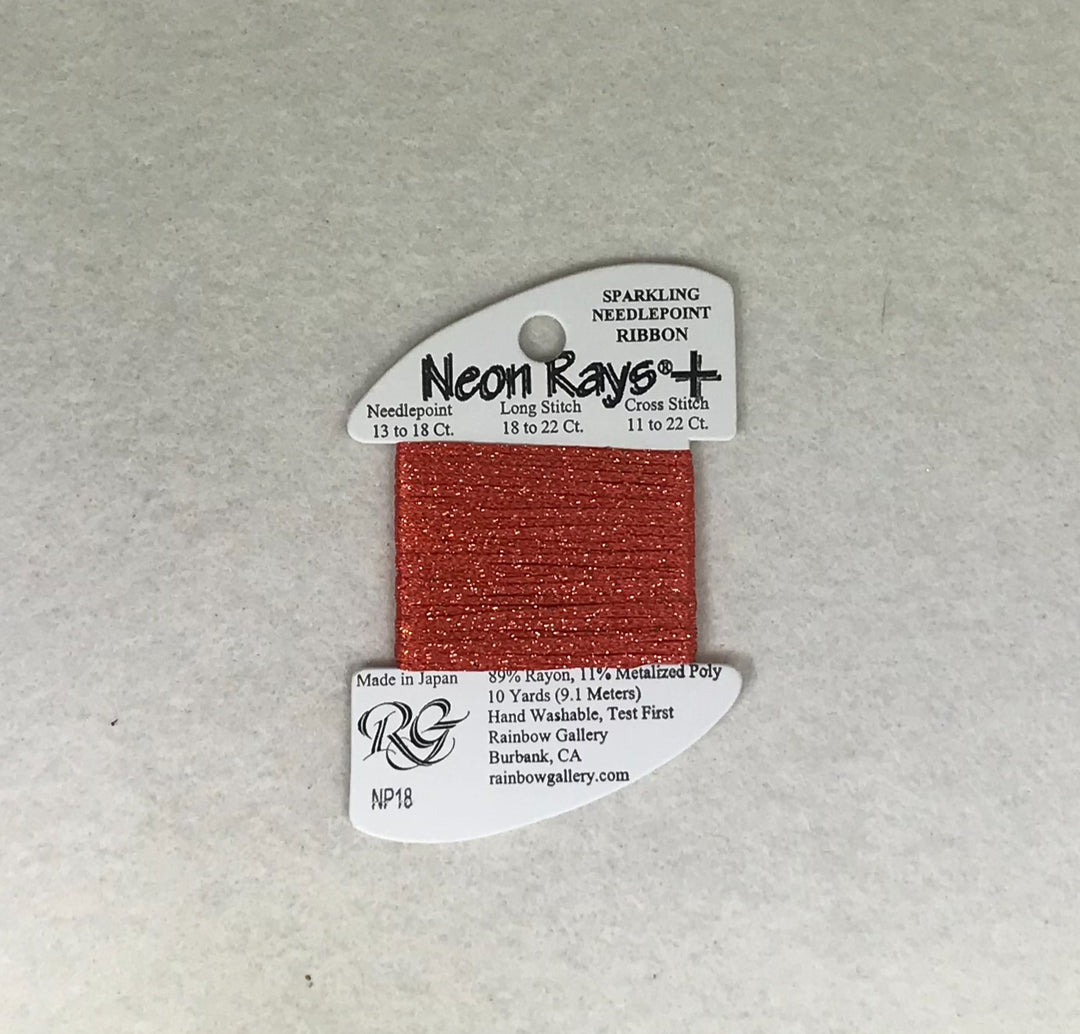 SPARKLING
NEEDLEPOINT
RIBBON
Neon Rays®+
Needlepoint Long Stitch Cross Stitch
13 to 18 Ct. 18 to 22 Ct. 11 to 22 Ct.
Made in Japan
89% Rayon, 11% Metalized Poly
10 Yards (9.1 Meters)
Hand Washable, Test First
Rainbow Gallery
Burbank, CA
rainbowgallery.com
RG
NP18